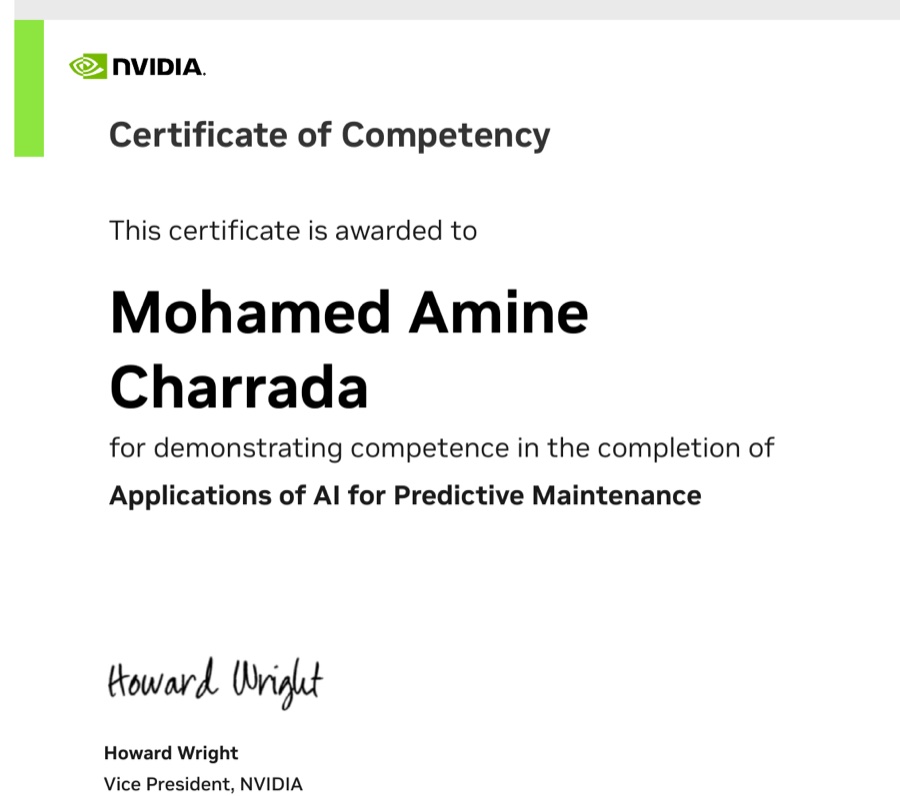 NVIDIA.
Certificate of Competency
This certificate is awarded to
Mohamed Amine
Charrada
for demonstrating competence in the completion of
Applications of AI for Predictive Maintenance
Howard Wright
Howard Wright
Vice President, NVIDIA